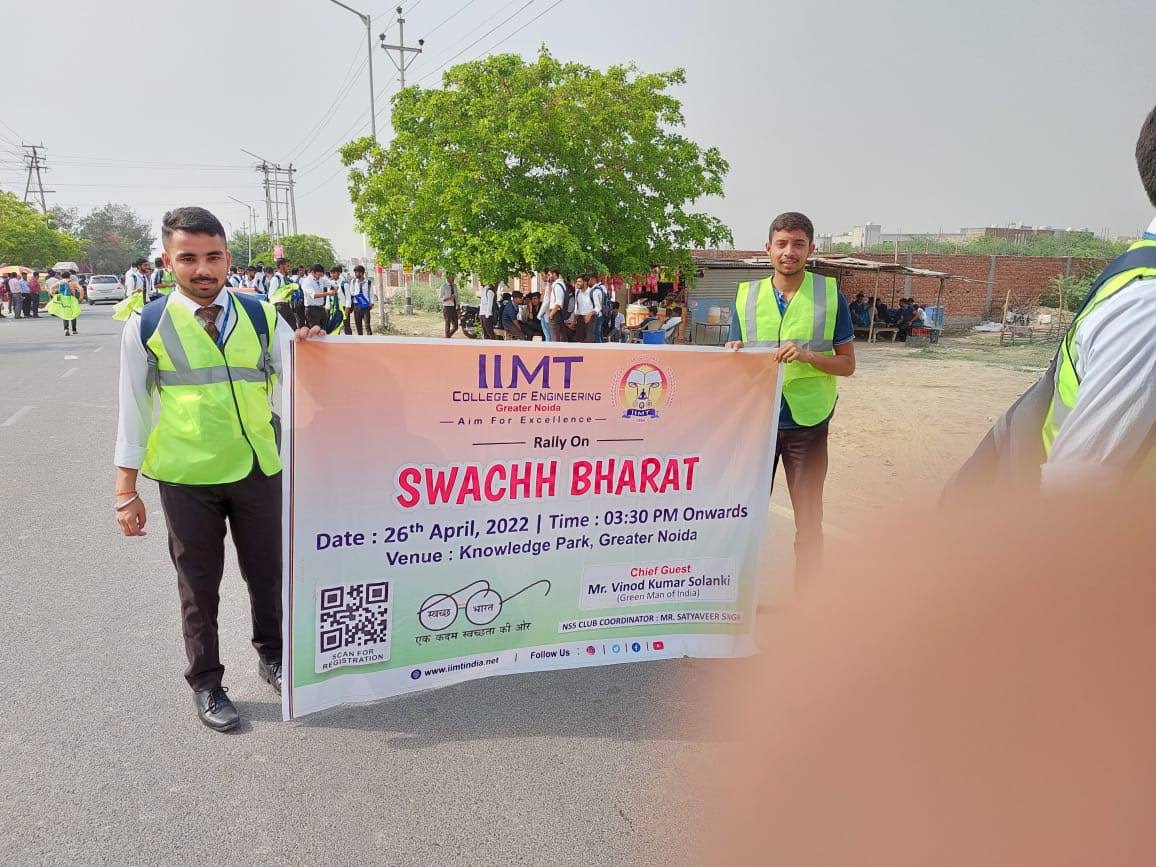 IIMT
COLLEGE OF ENGINEERING
Greater Noida
Aim For Excellence
IIMT
Rally On
SWACHH BHARAT
Date : 26th April, 2022 | Time : 03:30 PM Onwards
Venue : Knowledge Park, Greater Noida
Chief Guest
Mr. Vinod Kumar Solanki
(Green Man of India)
NSS CLUB COORDINATOR : MR. SATYAVEER SINGH
स्वच्छ भारत
एक कदम स्वच्छता की ओर
SCAN FOR
REGISTRATION
www.iimtindia.net | Follow Us :